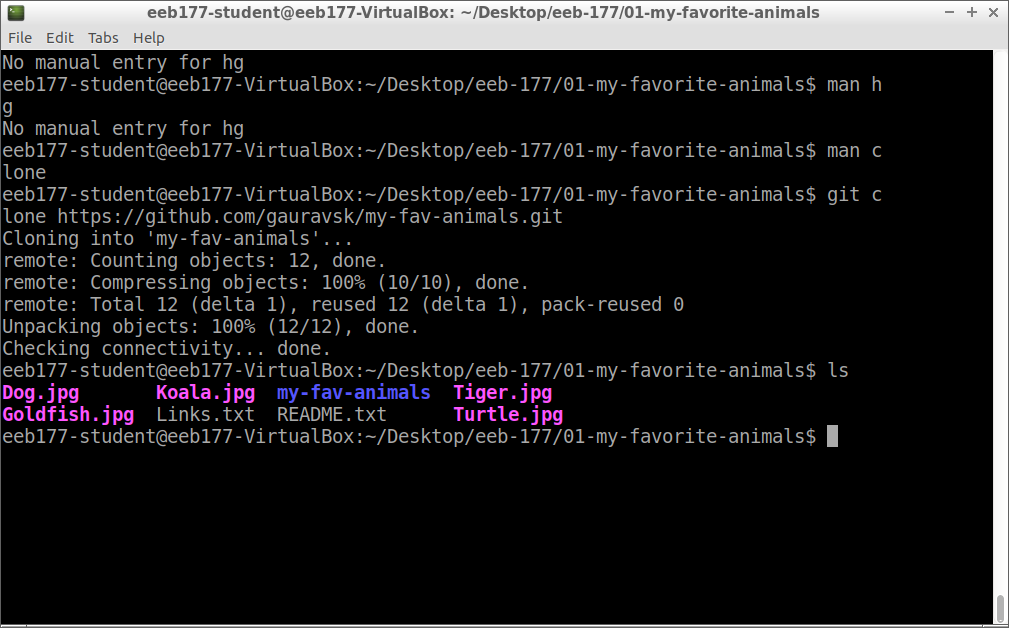 eeb177-student@eeb177-VirtualBox: ~/Desktop/eeb-177/01-my-favorite-animals
File Edit Tabs Help
No manual entry for hg
eeb177-student@eeb177-VirtualBox:~/Desktop/eeb-177/01-my-favorite-animals$ man h
g
No manual entry for hg
eeb177-student@eeb177-VirtualBox:~/Desktop/eeb-177/01-my-favorite-animals$ man c
lone
eeb177-student@eeb177-VirtualBox:~/Desktop/eeb-177/01-my-favorite-animals$ git c
lone https://github.com/gauravsk/my-fav-animals.git
Cloning into 'my-fav-animals'...
remote: Counting objects: 12, done.
remote: Compressing objects: 100% (10/10), done.
remote: Total 12 (delta 1), reused 12 (delta 1), pack-reused 0
Unpacking objects: 100% (12/12), done.
Checking connectivity... done.
eeb177-student@eeb177-VirtualBox:~/Desktop/eeb-177/01-my-favorite-animals$ ls
Dog.jpg Koala.jpg my-fav-animals Tiger.jpg
Goldfish.jpg Links.txt README.txt Turtle.jpg
eeb177-student@eeb177-VirtualBox:~/Desktop/eeb-177/01-my-favorite-animals$